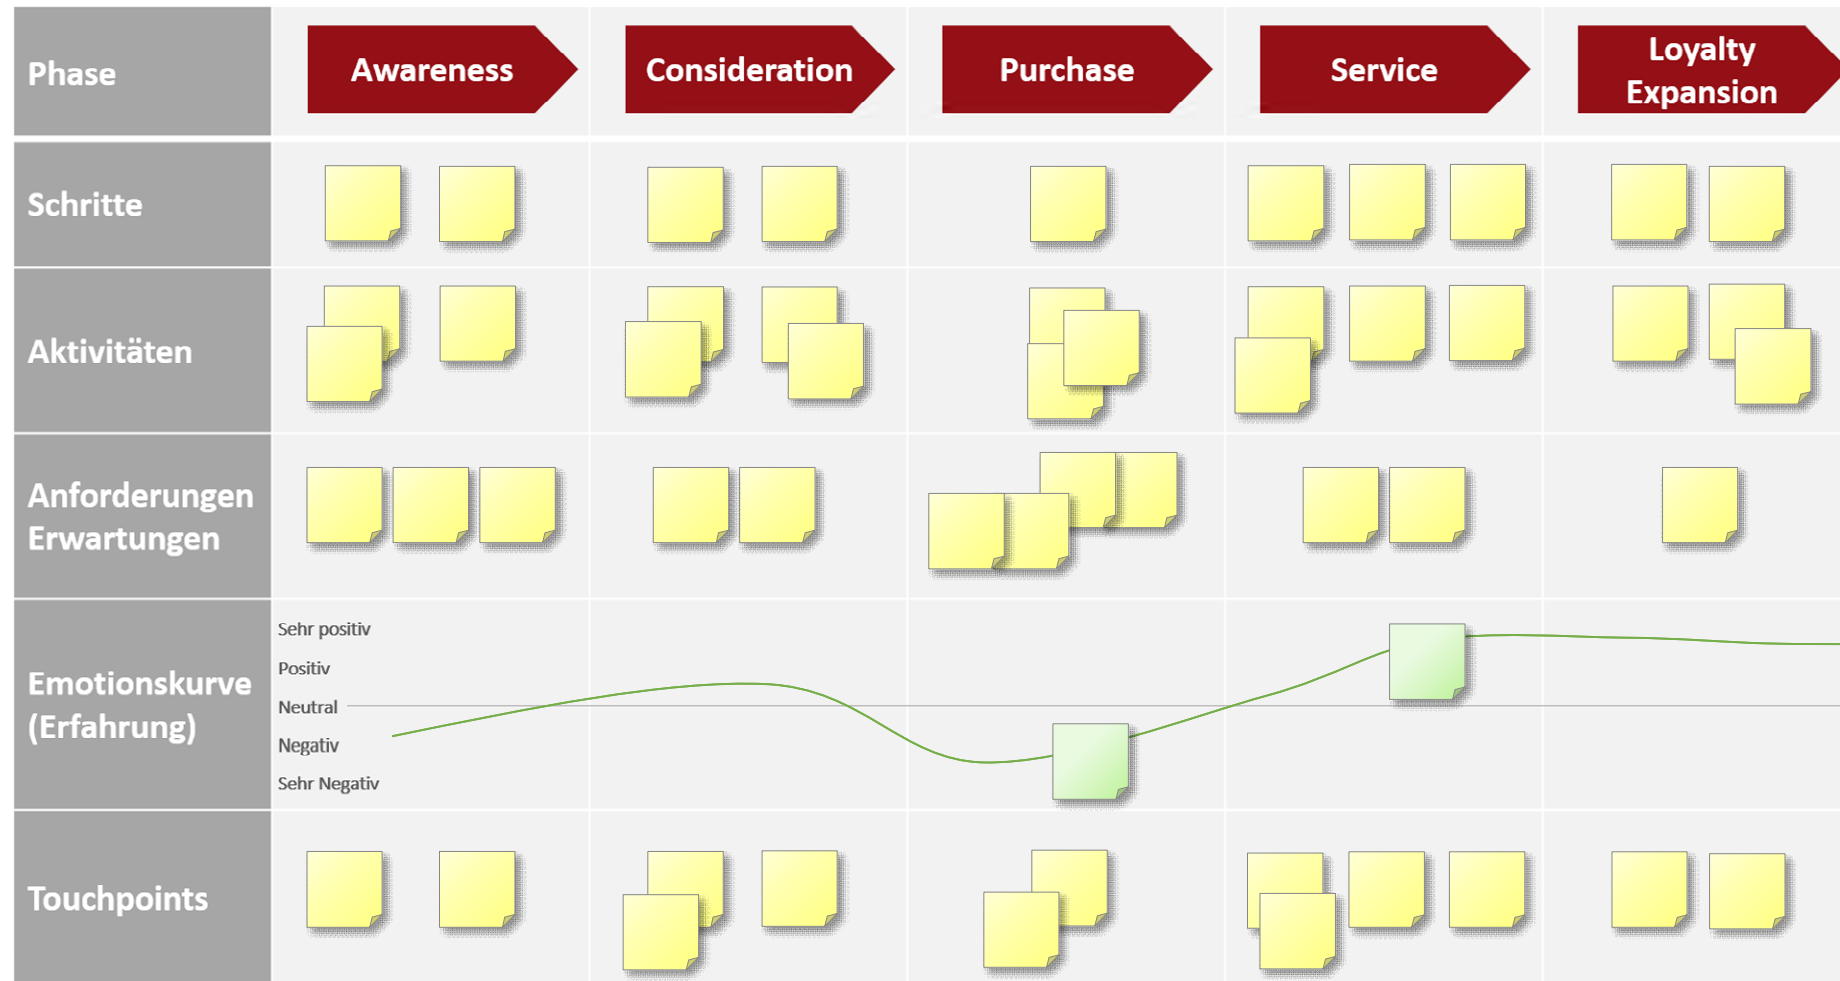 Phase
Awareness
Consideration
Purchase
Service
Loyalty
Expansion
Schritte
Aktivitäten
Anforderungen
Erwartungen
Emotionskurve
(Erfahrung)
Sehr positiv
Positiv
Neutral
Negativ
Sehr Negativ
Touchpoints